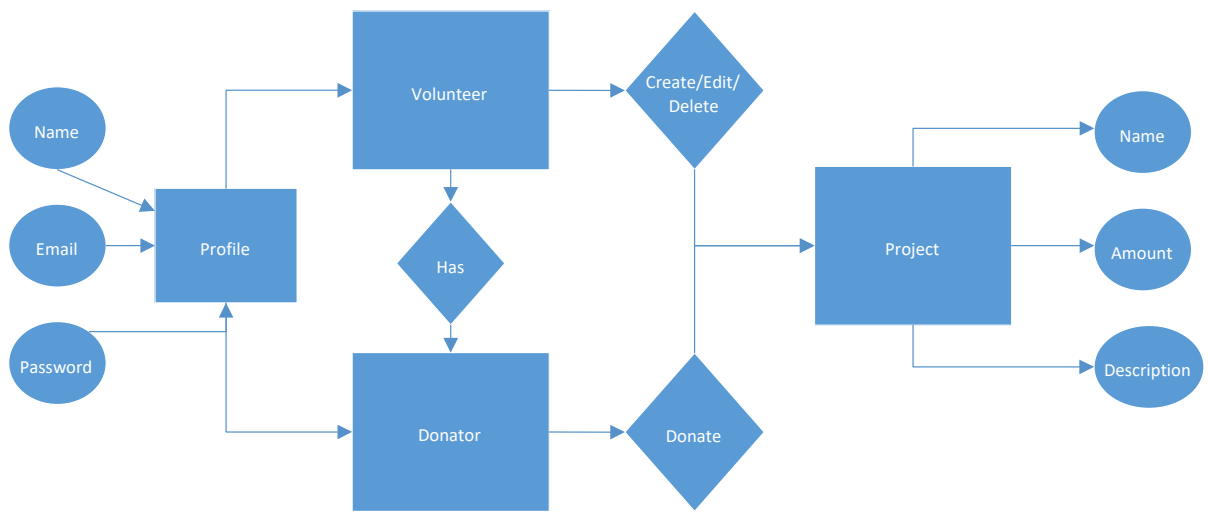 Volunteer
Create/Edit/
Delete
Name
Name
Email
Profile
Has
Project
Amount
Password
Description
Donator
Donate